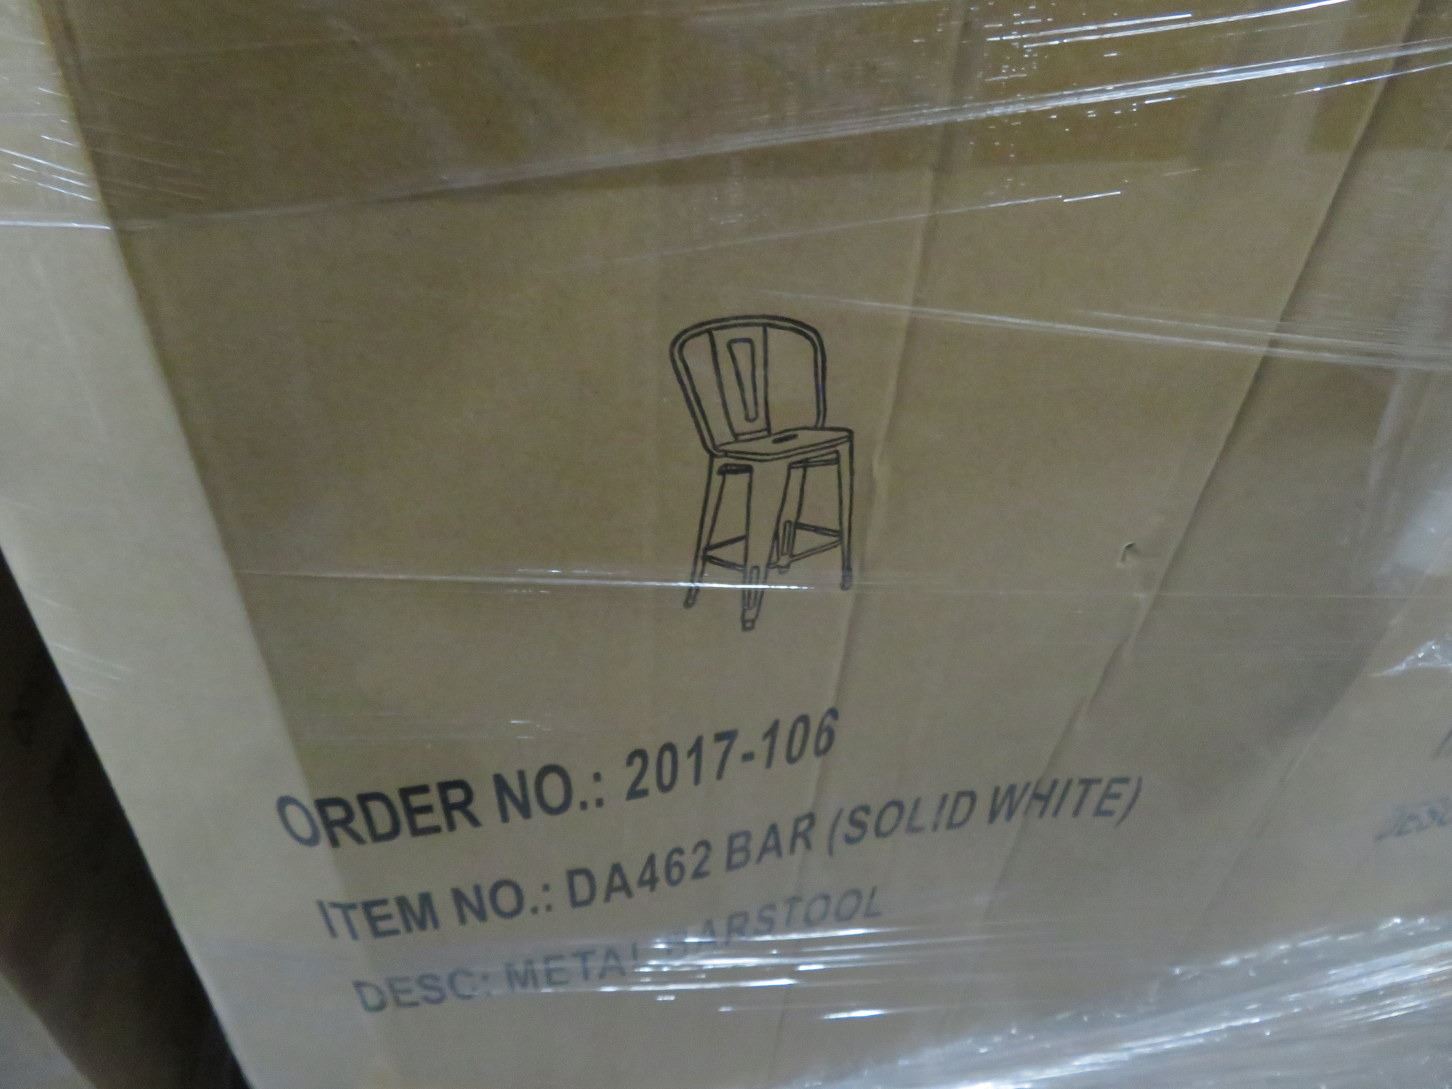 ORDER NO.: 2017-106
ITEM NO.: DA462 BAR (SOLID WHITE)
DESC: METAL BARSTOOL